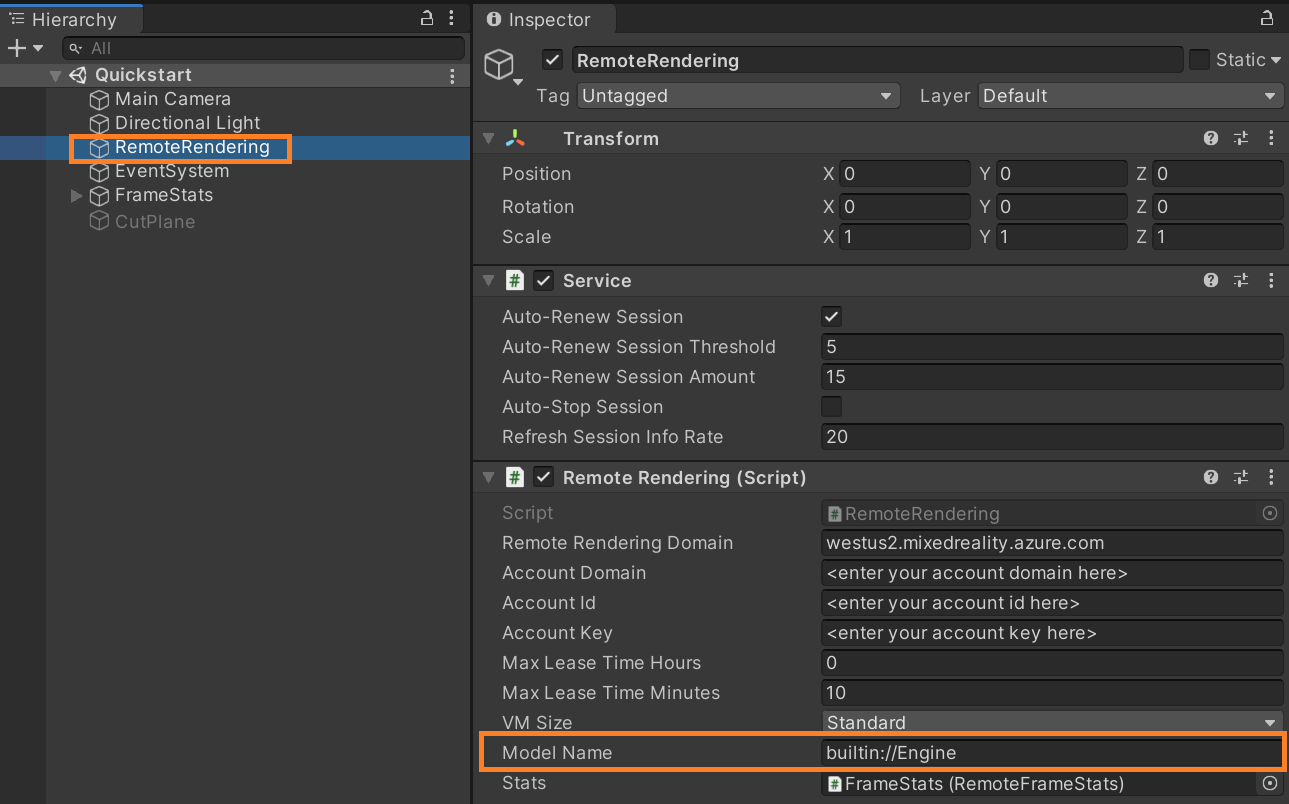 Hierarchy
All
Quickstart
Main Camera
Directional Light
RemoteRendering
EventSystem
FrameStats
CutPlane
Inspector
RemoteRendering Static
Tag Untagged Layer Default
Transform
Position X 0 Y 0 Z 0
Rotation X 0 Y 0 Z 0
Scale X 1 Y 1 Z 1
# Service
Auto-Renew Session
Auto-Renew Session Threshold 5
Auto-Renew Session Amount 15
Auto-Stop Session
Refresh Session Info Rate 20
# Remote Rendering (Script)
Script # RemoteRendering
Remote Rendering Domain westus2.mixedreality.azure.com
Account Domain <enter your account domain here>
Account Id <enter your account id here>
Account Key <enter your account key here>
Max Lease Time Hours 0
Max Lease Time Minutes 10
VM Size Standard
Model Name builtin://Engine
Stats # FrameStats (RemoteFrameStats)